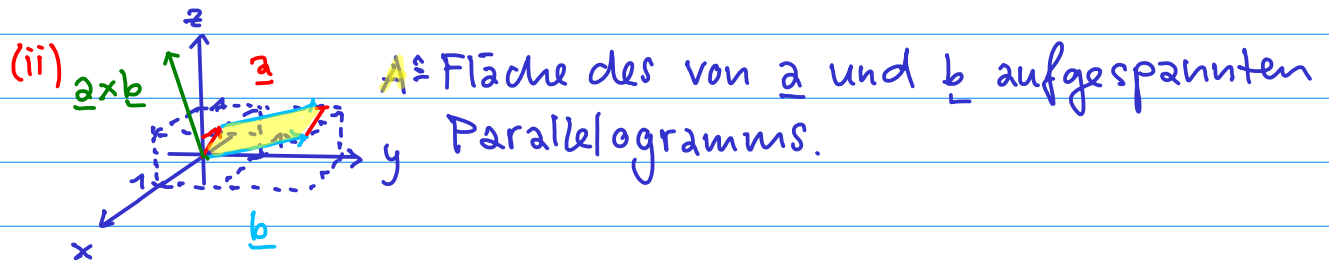 z
(ii) a×b a A ≙ Fläche des von a und b aufgespannten
Parallelogramms.
1 y
x b